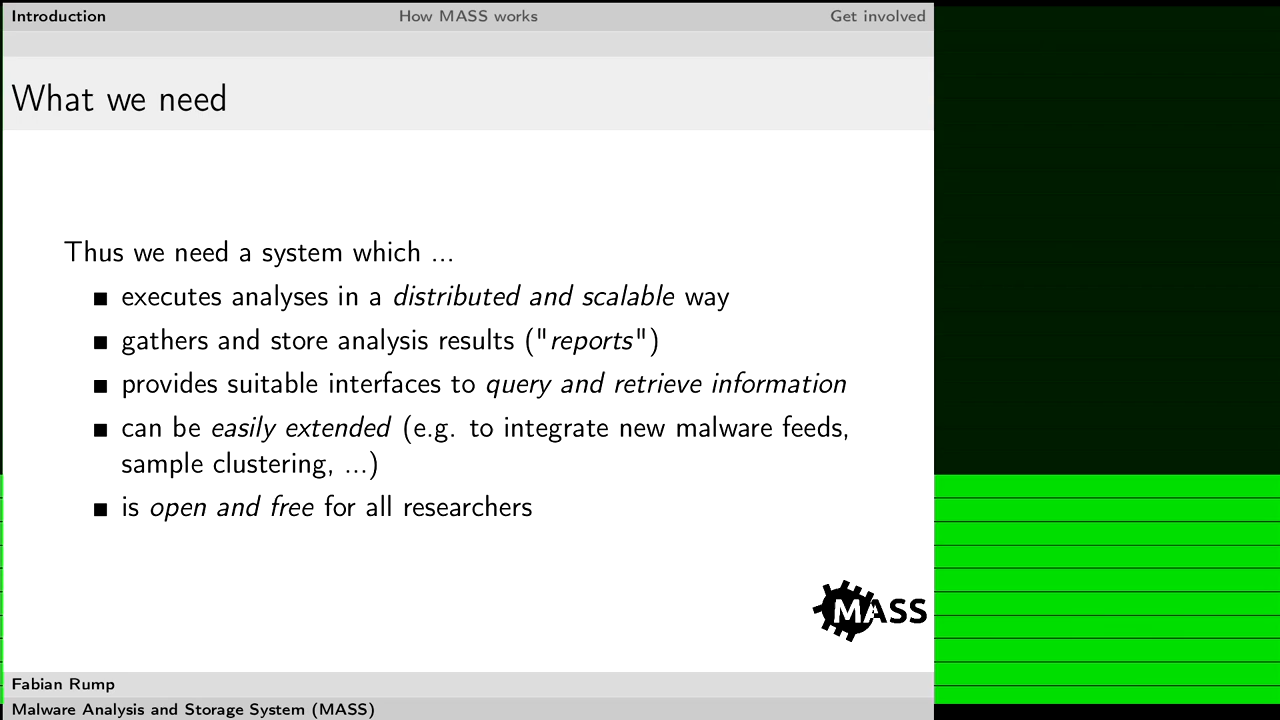 Introduction
How MASS works
Get involved
What we need
Thus we need a system which ...
■ executes analyses in a distributed and scalable way
■ gathers and store analysis results ("reports")
■ provides suitable interfaces to query and retrieve information
■ can be easily extended (e.g. to integrate new malware feeds,
sample clustering, ...)
■ is open and free for all researchers
MASS
Fabian Rump
Malware Analysis and Storage System (MASS)